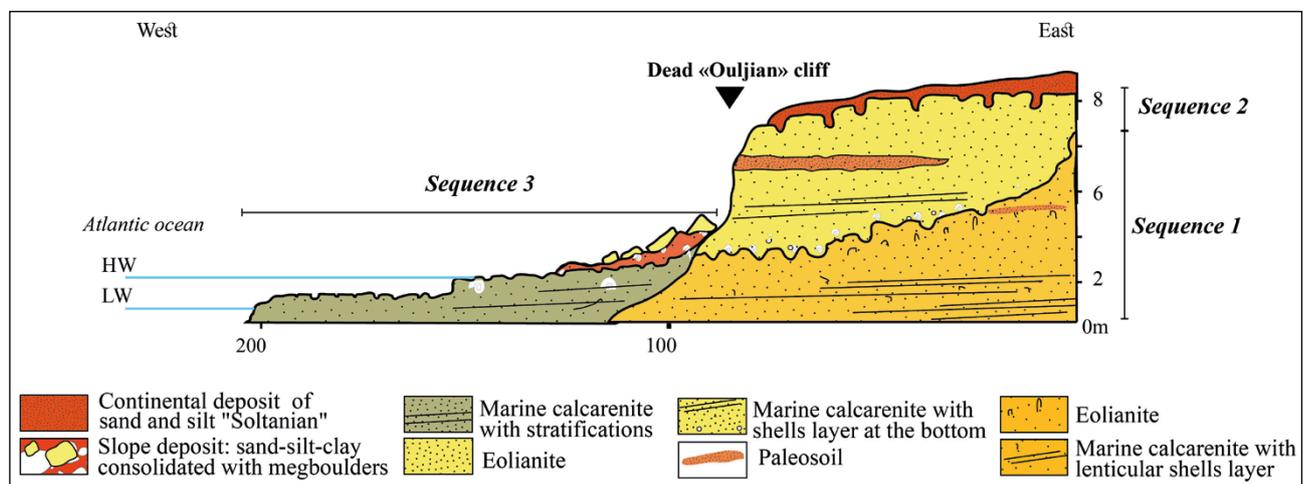 West
East
Dead «Ouljian» cliff
8
Sequence 2
Sequence 3
6
Atlantic ocean
Sequence 1
HW
2
LW
0m
200
100
Continental deposit of
sand and silt "Soltanian"
Slope deposit: sand-silt-clay
consolidated with megboulders
Marine calcarenite
with stratifications
Eolianite
Marine calcarenite with
shells layer at the bottom
Paleosoil
Eolianite
Marine calcarenite with
lenticular shells layer